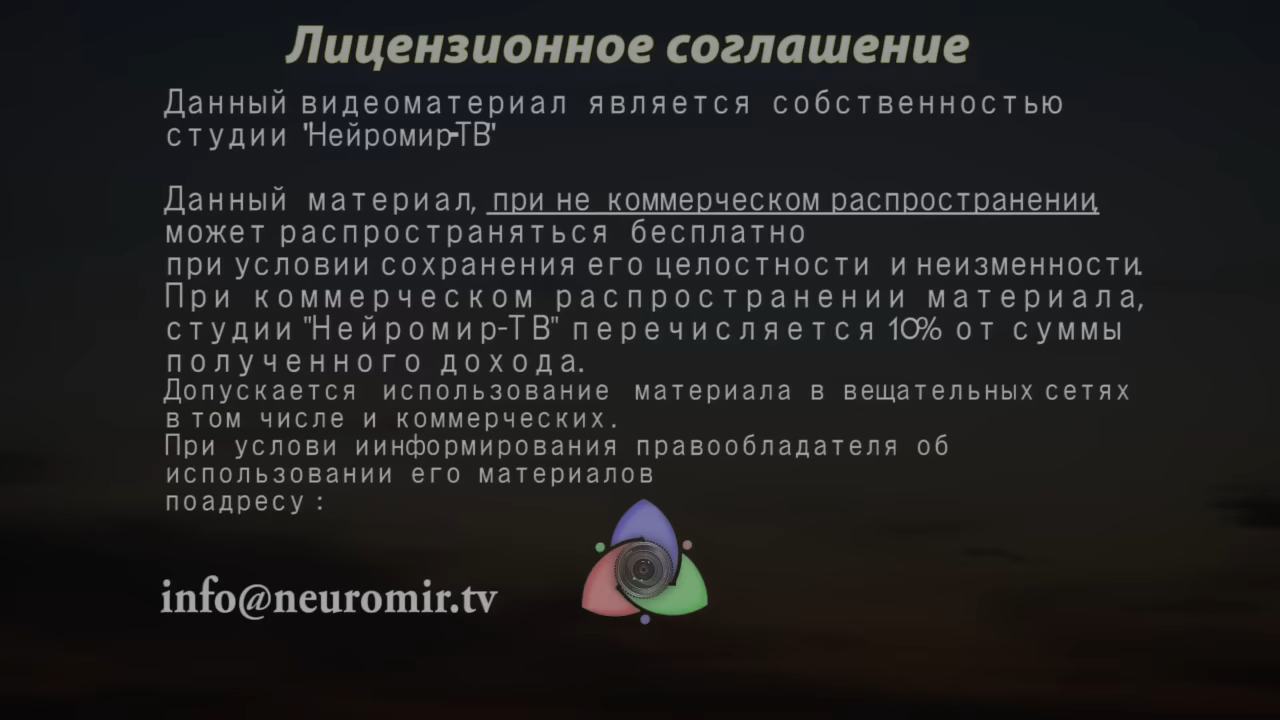 Лицензионное соглашение
Данный видеоматериал является собственностью
студии "Нейромир-ТВ"
Данный материал, при не коммерческом распространении,
может распространяться бесплатно
при условии сохранения его целостности и неизменности.
При коммерческом распространении материала,
студии "Нейромир-ТВ" перечисляется 10% от суммы
полученного дохода.
Допускается использование материала в вещательных сетях
в том числе и коммерческих.
При услови иинформирования правообладателя об
использовании его материалов
поадресу :
info@neuromir.tv